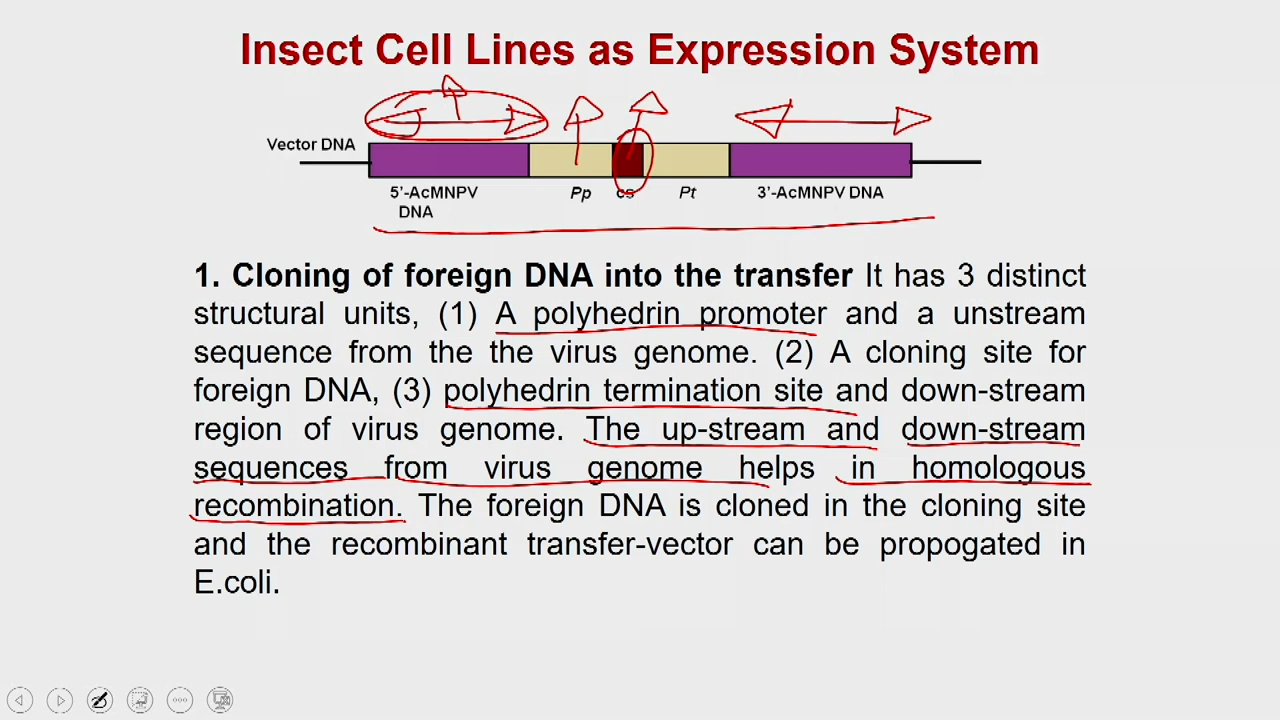 Insect Cell Lines as Expression System
Vector DNA
5'-AcMNPV
DNA
Pp
cs
Pt
3'-AcMNPV DNA
1. Cloning of foreign DNA into the transfer It has 3 distinct
structural units, (1) A polyhedrin promoter and a unstream
sequence from the the virus genome. (2) A cloning site for
foreign DNA, (3) polyhedrin termination site and down-stream
region of virus genome. The up-stream and down-stream
sequences from virus genome helps in homologous
recombination. The foreign DNA is cloned in the cloning site
and the recombinant transfer-vector can be propogated in
E.coli.